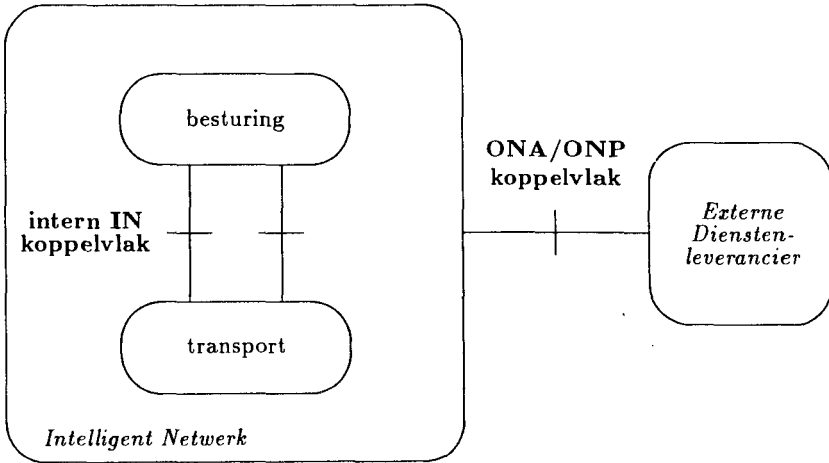 besturing
ONA/ONP
koppelvlak
intern IN
koppelvlak
Externe
Diensten-
leverancier
transport
Intelligent Netwerk